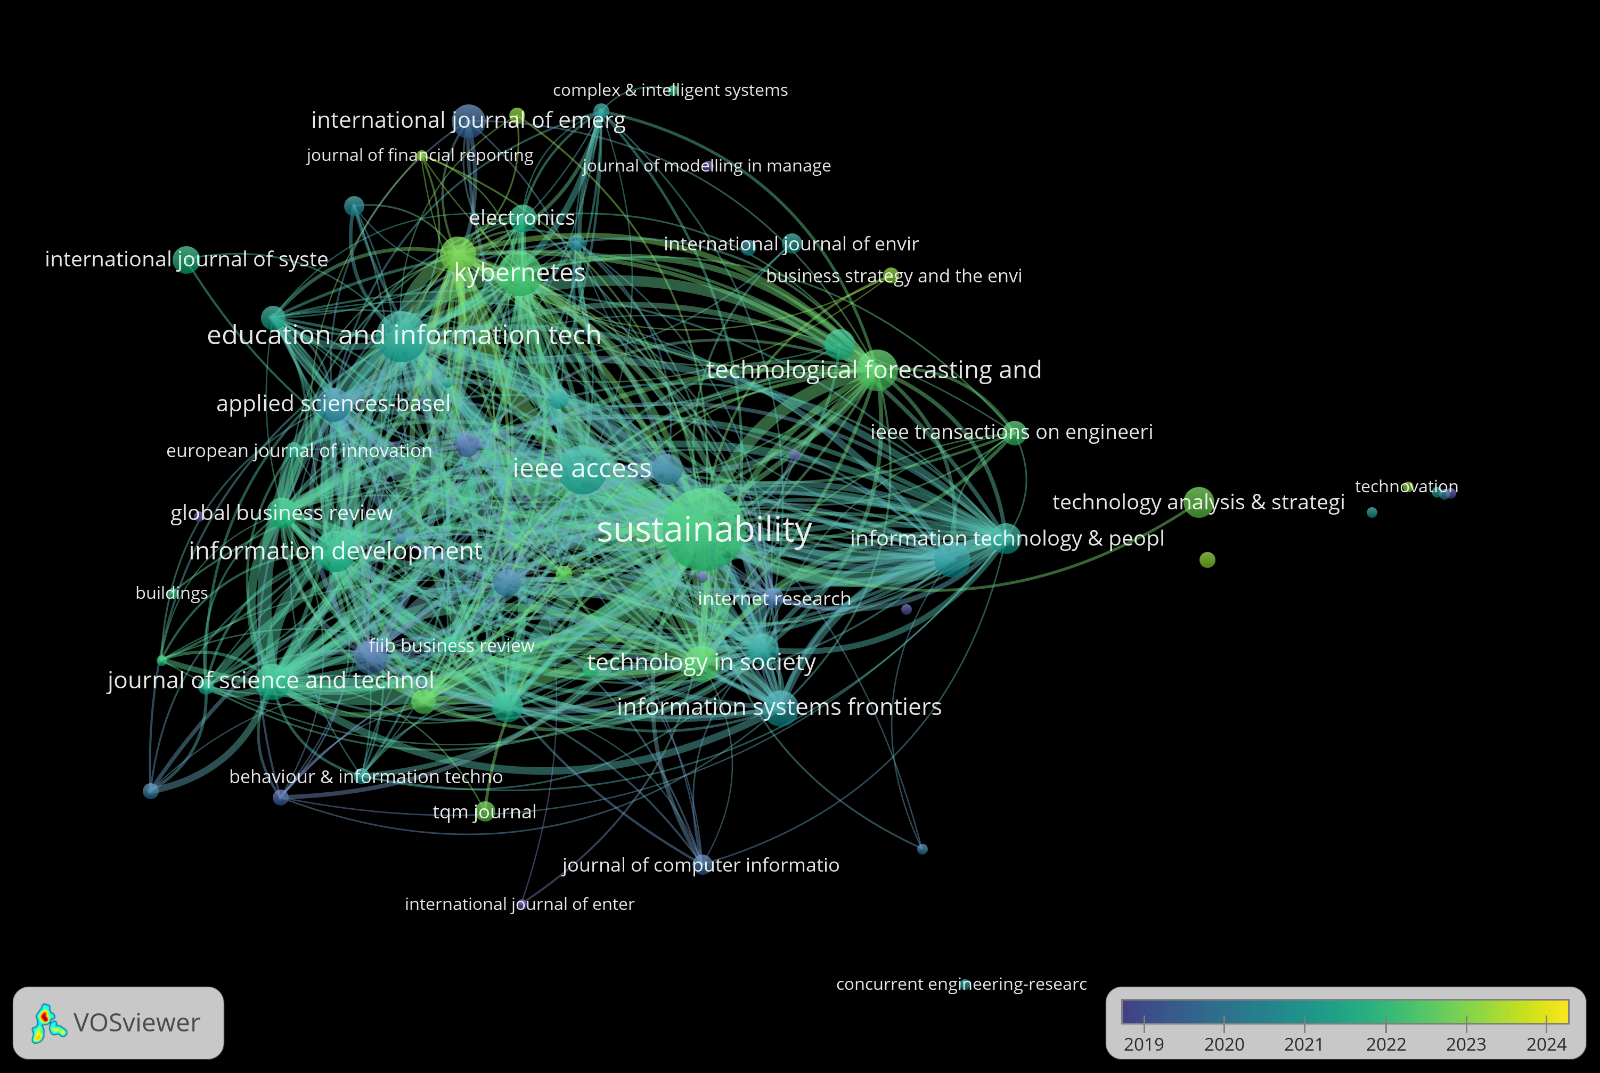 complex & intelligent systems
international journal of emerg
journal of financial reporting
journal of modelling in manage
electronics
international journal of envir
international journal of syste
kybernetes
business strategy and the envi
education and information tech
technological forecasting and
applied sciences-basel
ieee transactions on engineeri
european journal of innovation
ieee access
technovation
technology analysis & strategi
global business review
sustainability
information technology & peopl
information development
buildings
internet research
fiib business review
technology in society
journal of science and technol
information systems frontiers
behaviour & information techno
tqm journal
journal of computer informatio
international journal of enter
concurrent engineering-researc
VOSviewer
2019 2020 2021 2022 2023 2024